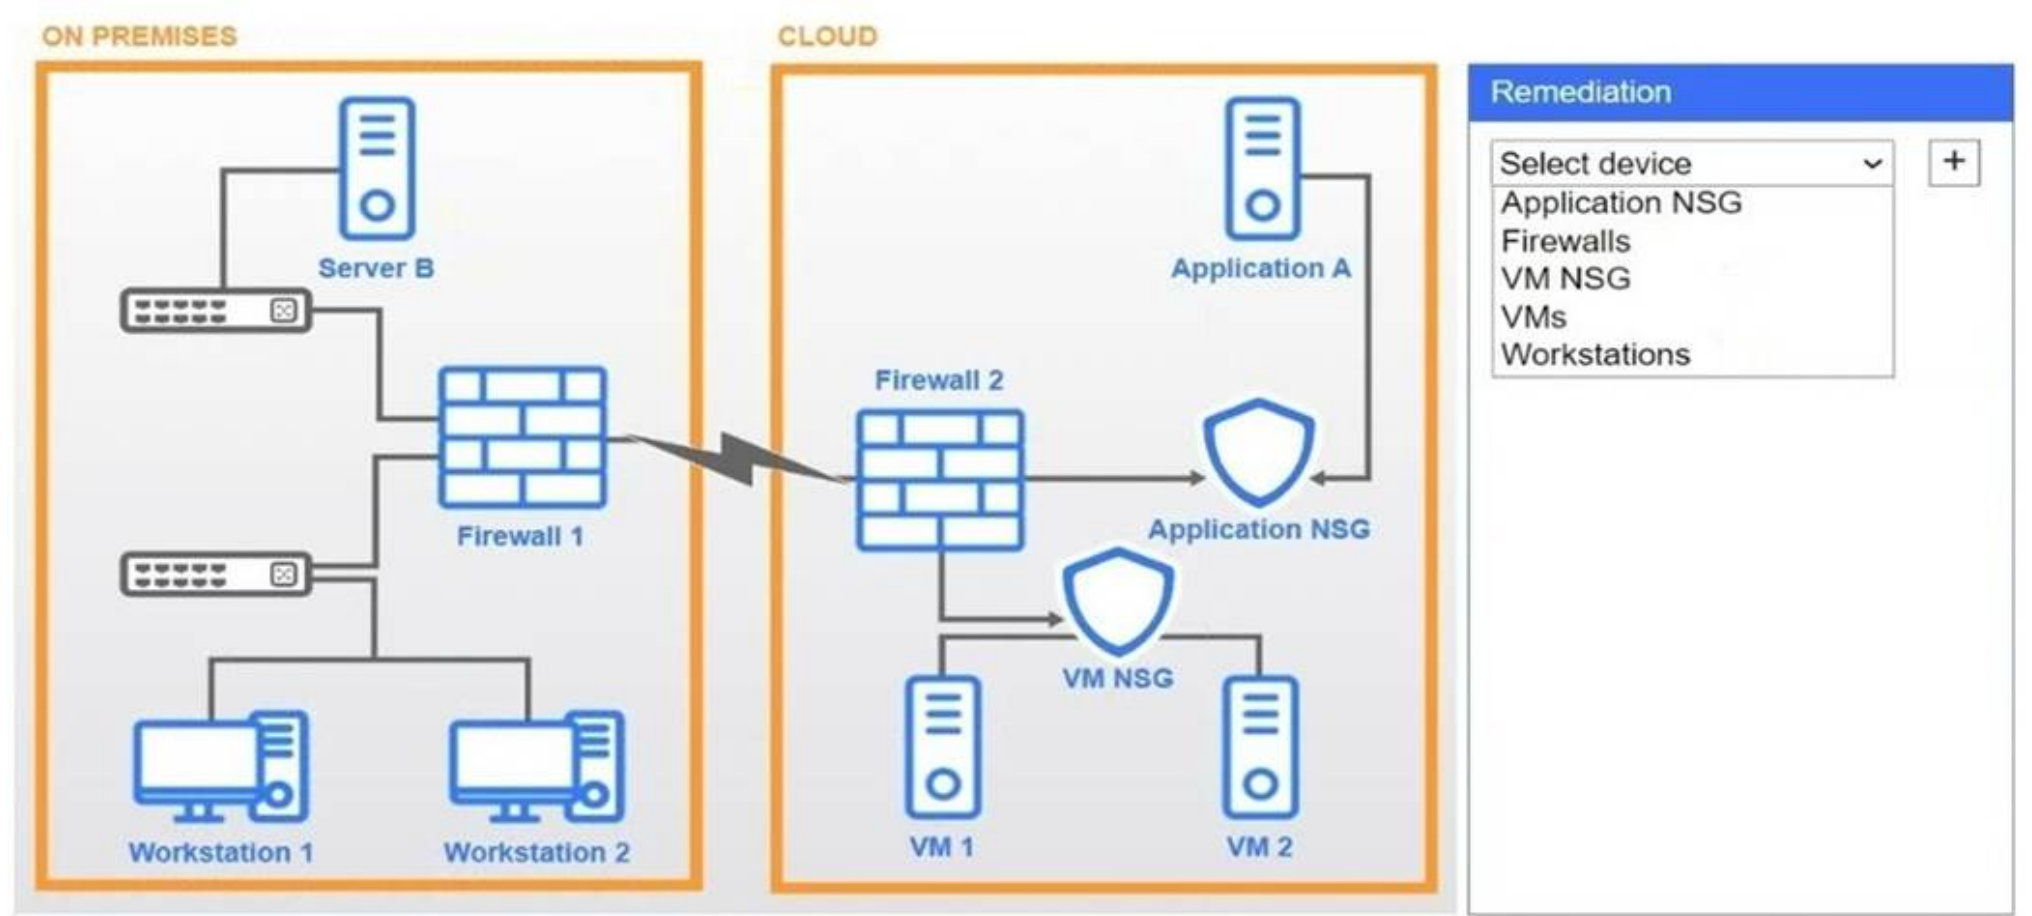 ON PREMISES
CLOUD
Remediation
Select device
+
Application NSG
Firewalls
VM NSG
VMs
Workstations
Server B
Application A
Firewall 2
Firewall 1
Application NSG
VM NSG
Workstation 1
Workstation 2
VM 1
VM 2